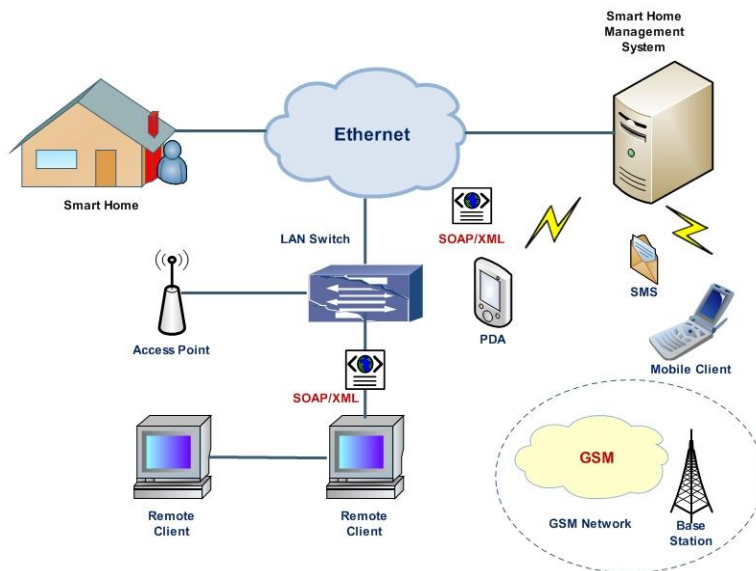 Smart Home
Management
System
Ethernet
Smart Home
LAN Switch
SOAP/XML
SMS
PDA
Access Point
Mobile Client
SOAP/XML
GSM
Remote
Client
Remote
Client
GSM Network
Base
Station